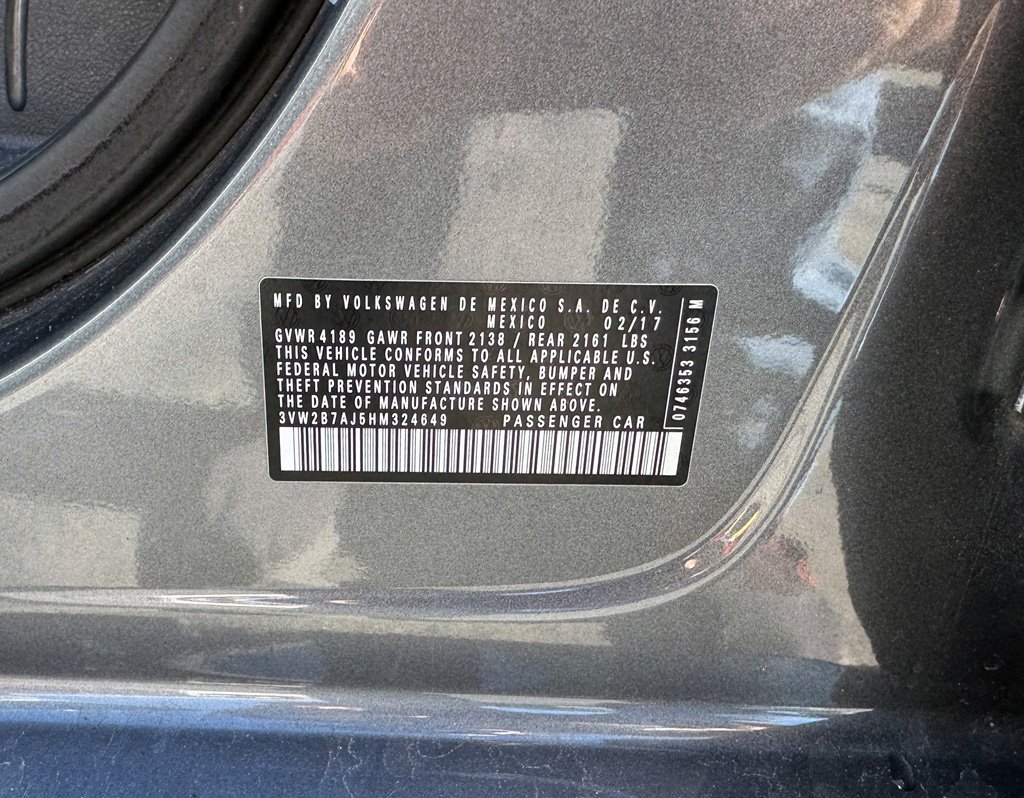 MFD BY VOLKSWAGEN DE MEXICO S.A. DE C.V.
MEXICO 02/17
GVWR 4189 GAWR FRONT 2138 / REAR 2161 LBS
THIS VEHICLE CONFORMS TO ALL APPLICABLE U.S.
FEDERAL MOTOR VEHICLE SAFETY, BUMPER AND
THEFT PREVENTION STANDARDS IN EFFECT ON
THE DATE OF MANUFACTURE SHOWN ABOVE.
3VW2B7AJ5HM324649 PASSENGER CAR
0746353 3156 M